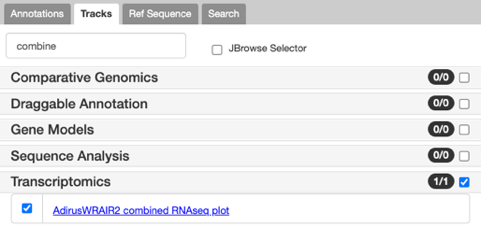 Annotations Tracks Ref Sequence Search
combine JBrowse Selector
Comparative Genomics 0/0
Draggable Annotation 0/0
Gene Models 0/0
Sequence Analysis 0/0
Transcriptomics 1/1
AdirusWRAIR2 combined RNAseq plot